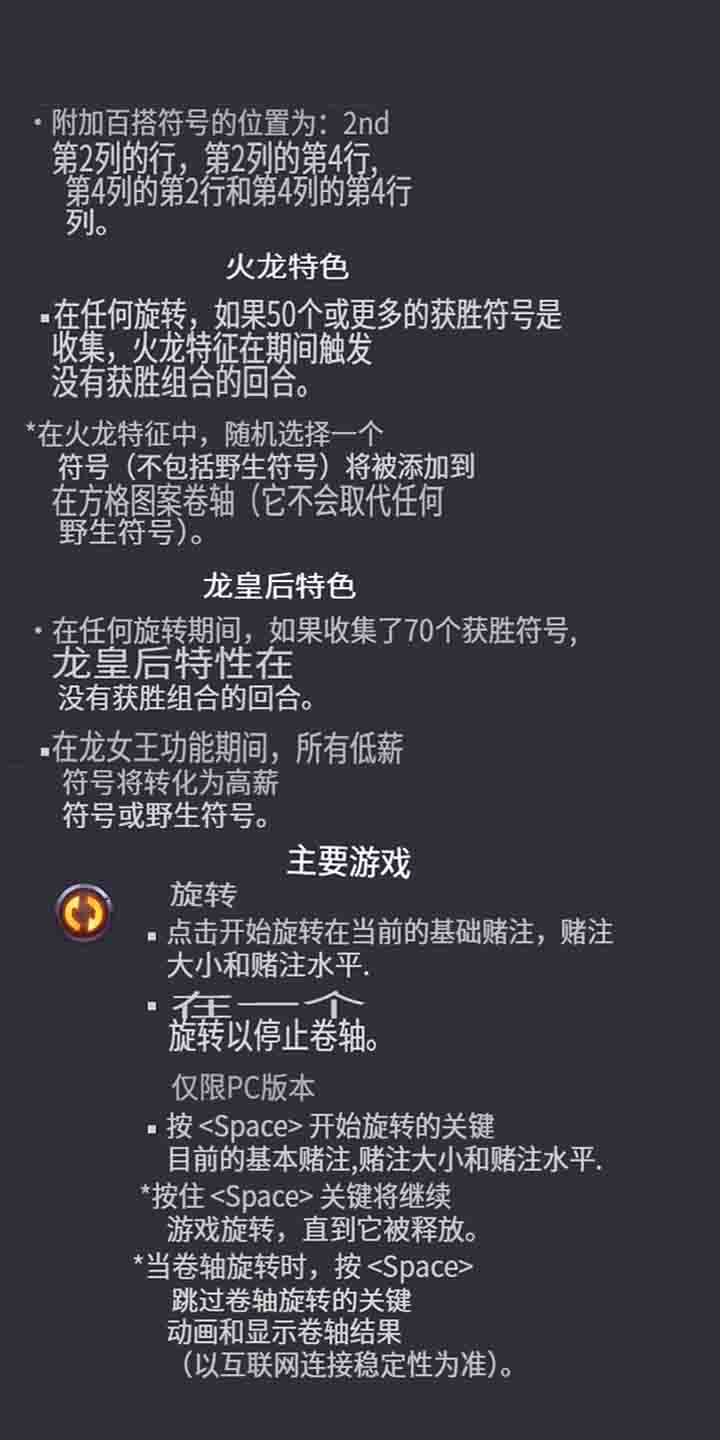 • 附加百搭符号的位置为：2nd
第2列的行，第2列的第4行,
第4列的第2行和第4列的第4行
列。
火龙特色
▪在任何旋转，如果50个或更多的获胜符号是
收集，火龙特征在期间触发
没有获胜组合的回合。
*在火龙特征中，随机选择一个
符号（不包括野生符号）将被添加到
在方格图案卷轴（它不会取代任何
野生符号）。
龙皇后特色
• 在任何旋转期间，如果收集了70个获胜符号,
龙皇后特性在
没有获胜组合的回合。
▪在龙女王功能期间，所有低薪
符号将转化为高薪
符号或野生符号。
主要游戏
旋转
▪ 点击开始旋转在当前的基础赌注，赌注
大小和赌注水平.
▪ 在一个
旋转以停止卷轴。
仅限PC版本
▪ 按 <Space> 开始旋转的关键
目前的基本赌注,赌注大小和赌注水平.
*按住 <Space> 关键将继续
游戏旋转，直到它被释放。
*当卷轴旋转时，按 <Space>
跳过卷轴旋转的关键
动画和显示卷轴结果
（以互联网连接稳定性为准）。